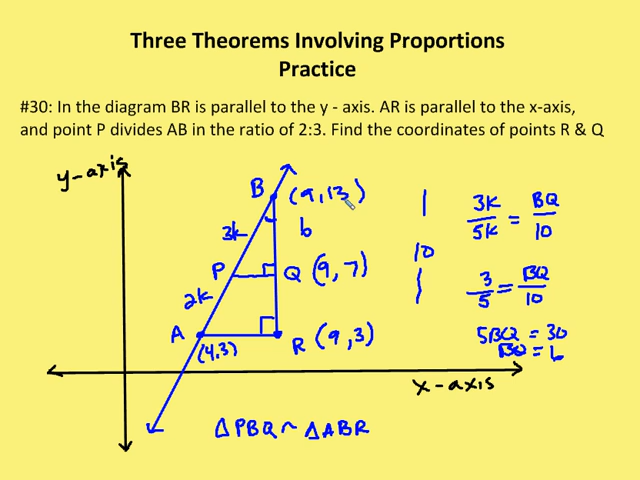 Three Theorems Involving Proportions
Practice
#30: In the diagram BR is parallel to the y - axis. AR is parallel to the x-axis,
and point P divides AB in the ratio of 2:3. Find the coordinates of points R & Q
y-axis
B (9,13)
3k
6
P
Q (9,7)
2k
A
(4,3)
R (9,3)
10
3k/5k = BQ/10
3/5 = BQ/10
5BQ = 30
BQ = 6
x-axis
△PBQ ~ △ABR